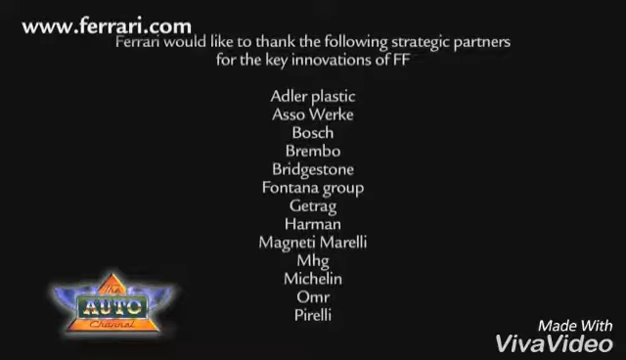 www.ferrari.com
Ferrari would like to thank the following strategic partners
for the key innovations of FF
Adler plastic
Asso Werke
Bosch
Brembo
Bridgestone
Fontana group
Getrag
Harman
Magneti Marelli
Mhg
Michelin
Omr
Pirelli
The
AUTO
Channel
Made With
VivaVideo